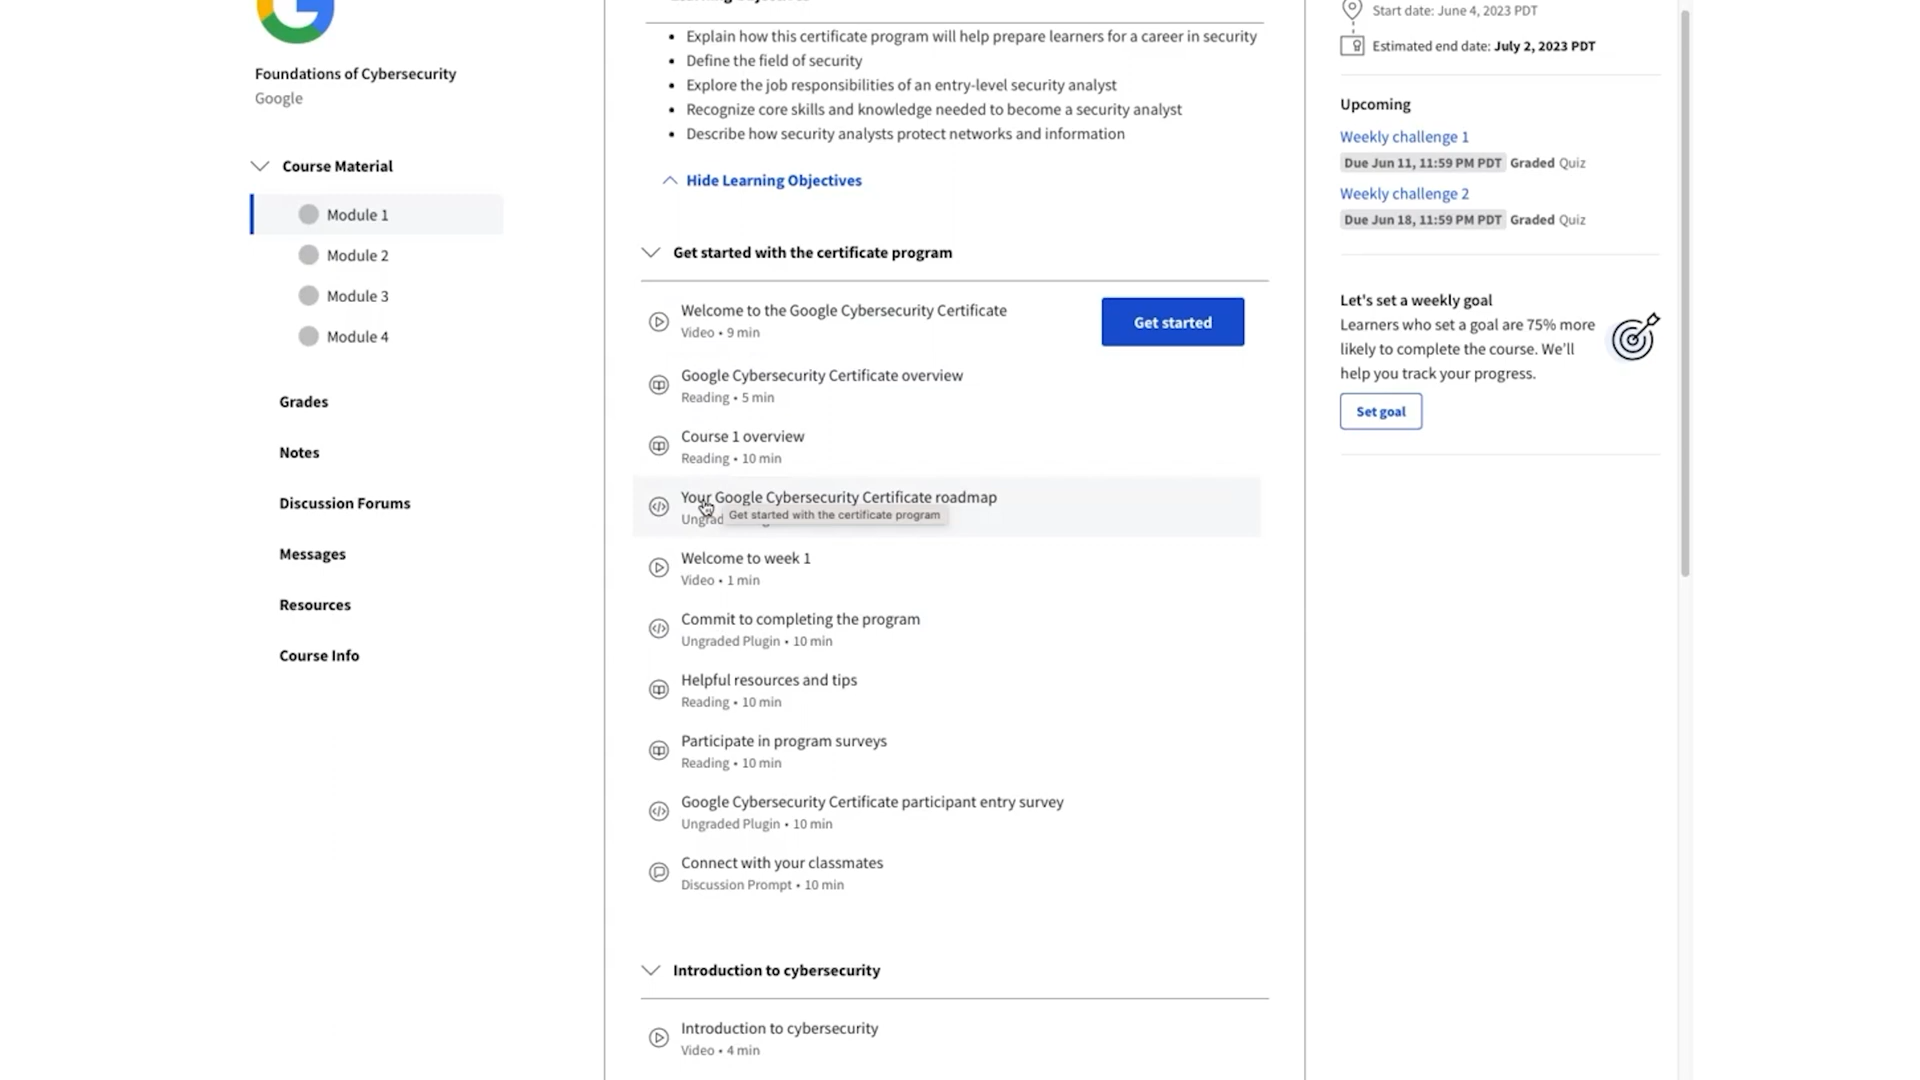 Foundations of Cybersecurity
Google
Course Material
Module 1
Module 2
Module 3
Module 4
Grades
Notes
Discussion Forums
Messages
Resources
Course Info
Explain how this certificate program will help prepare learners for a career in security
Define the field of security
Explore the job responsibilities of an entry-level security analyst
Recognize core skills and knowledge needed to become a security analyst
Describe how security analysts protect networks and information
Hide Learning Objectives
Get started with the certificate program
Welcome to the Google Cybersecurity Certificate
Video • 9 min
Get started
Google Cybersecurity Certificate overview
Reading • 5 min
Course 1 overview
Reading • 10 min
Your Google Cybersecurity Certificate roadmap
Get started with the certificate program
Welcome to week 1
Video • 1 min
Commit to completing the program
Ungraded Plugin • 10 min
Helpful resources and tips
Reading • 10 min
Participate in program surveys
Reading • 10 min
Google Cybersecurity Certificate participant entry survey
Ungraded Plugin • 10 min
Connect with your classmates
Discussion Prompt • 10 min
Introduction to cybersecurity
Introduction to cybersecurity
Video • 4 min
Start date: June 4, 2023 PDT
Estimated end date: July 2, 2023 PDT
Upcoming
Weekly challenge 1
Due Jun 11, 11:59 PM PDT Graded Quiz
Weekly challenge 2
Due Jun 18, 11:59 PM PDT Graded Quiz
Let's set a weekly goal
Learners who set a goal are 75% more
likely to complete the course. We'll
help you track your progress.
Set goal